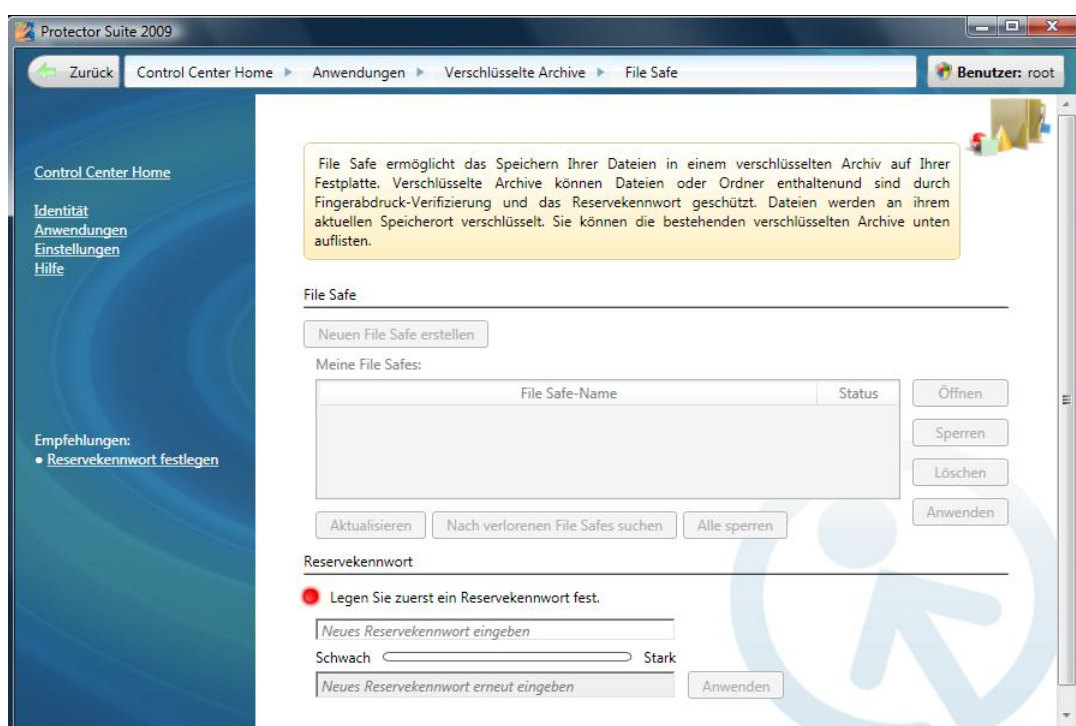 Protector Suite 2009
Zurück Control Center Home Anwendungen Verschlüsselte Archive File Safe Benutzer: root
Control Center Home
Identität
Anwendungen
Einstellungen
Hilfe
Empfehlungen:
• Reservekennwort festlegen
File Safe ermöglicht das Speichern Ihrer Dateien in einem verschlüsselten Archiv auf Ihrer
Festplatte. Verschlüsselte Archive können Dateien oder Ordner enthaltenund sind durch
Fingerabdruck-Verifizierung und das Reservekennwort geschützt. Dateien werden an ihrem
aktuellen Speicherort verschlüsselt. Sie können die bestehenden verschlüsselten Archive unten
auflisten.
File Safe
Neuen File Safe erstellen
Meine File Safes:
File Safe-Name Status
Öffnen
Sperren
Löschen
Anwenden
Aktualisieren Nach verlorenen File Safes suchen Alle sperren
Reservekennwort
Legen Sie zuerst ein Reservekennwort fest.
Neues Reservekennwort eingeben
Schwach Stark
Neues Reservekennwort erneut eingeben Anwenden